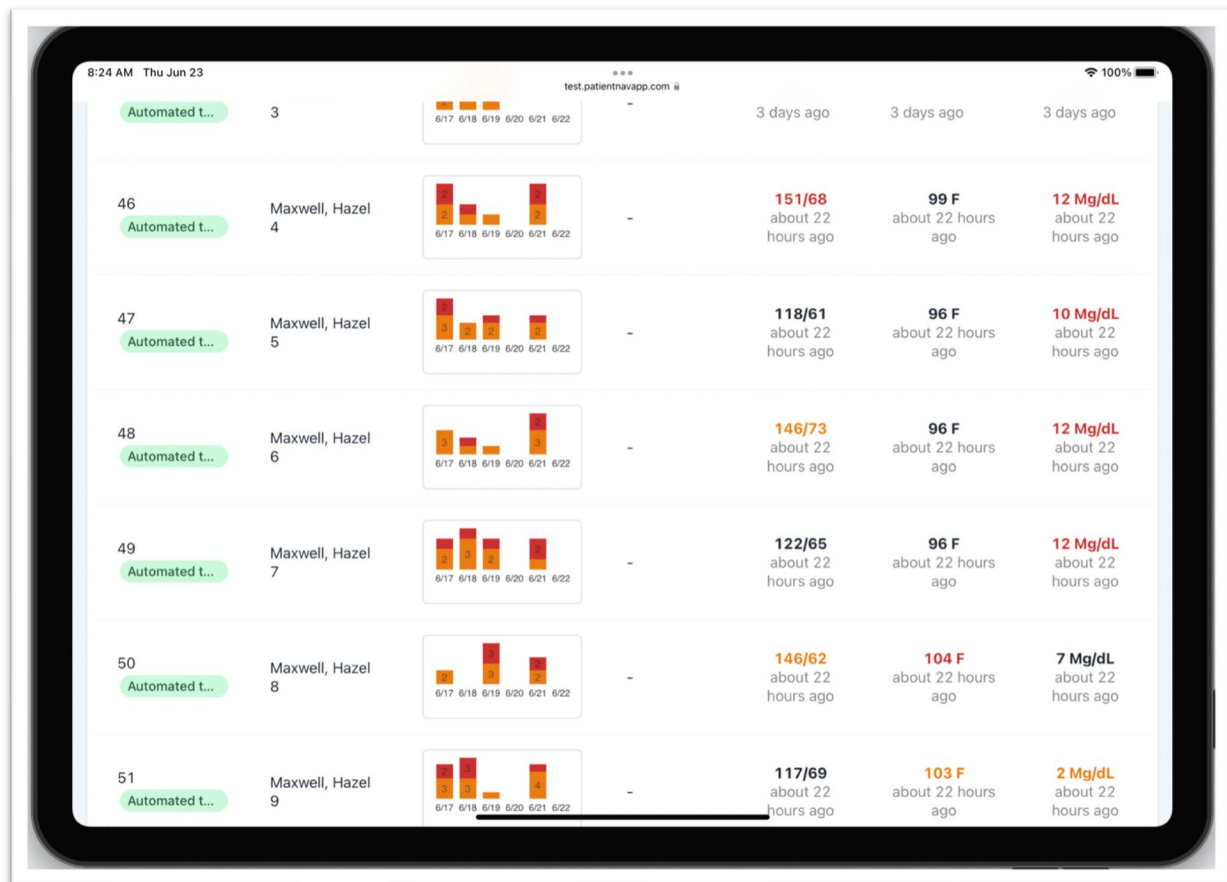 8:24 AM Thu Jun 23
100%
test.patientnavapp.com
Automated t...
3
2
6/17 6/18 6/19 6/20 6/21 6/22
-
3 days ago
3 days ago
3 days ago
46
Automated t...
Maxwell, Hazel
4
2 2
2 2
6/17 6/18 6/19 6/20 6/21 6/22
-
151/68
about 22
hours ago
99 F
about 22 hours
ago
12 Mg/dL
about 22
hours ago
47
Automated t...
Maxwell, Hazel
5
2
3 2 2 2
6/17 6/18 6/19 6/20 6/21 6/22
-
118/61
about 22
hours ago
96 F
about 22 hours
ago
10 Mg/dL
about 22
hours ago
48
Automated t...
Maxwell, Hazel
6
2
3 3
6/17 6/18 6/19 6/20 6/21 6/22
-
146/73
about 22
hours ago
96 F
about 22 hours
ago
12 Mg/dL
about 22
hours ago
49
Automated t...
Maxwell, Hazel
7
2
2 3 2
6/17 6/18 6/19 6/20 6/21 6/22
-
122/65
about 22
hours ago
96 F
about 22 hours
ago
12 Mg/dL
about 22
hours ago
50
Automated t...
Maxwell, Hazel
8
3 2
2 3 2
6/17 6/18 6/19 6/20 6/21 6/22
-
146/62
about 22
hours ago
104 F
about 22 hours
ago
7 Mg/dL
about 22
hours ago
51
Automated t...
Maxwell, Hazel
9
2 3
3 3 4
6/17 6/18 6/19 6/20 6/21 6/22
-
117/69
about 22
hours ago
103 F
about 22 hours
ago
2 Mg/dL
about 22
hours ago